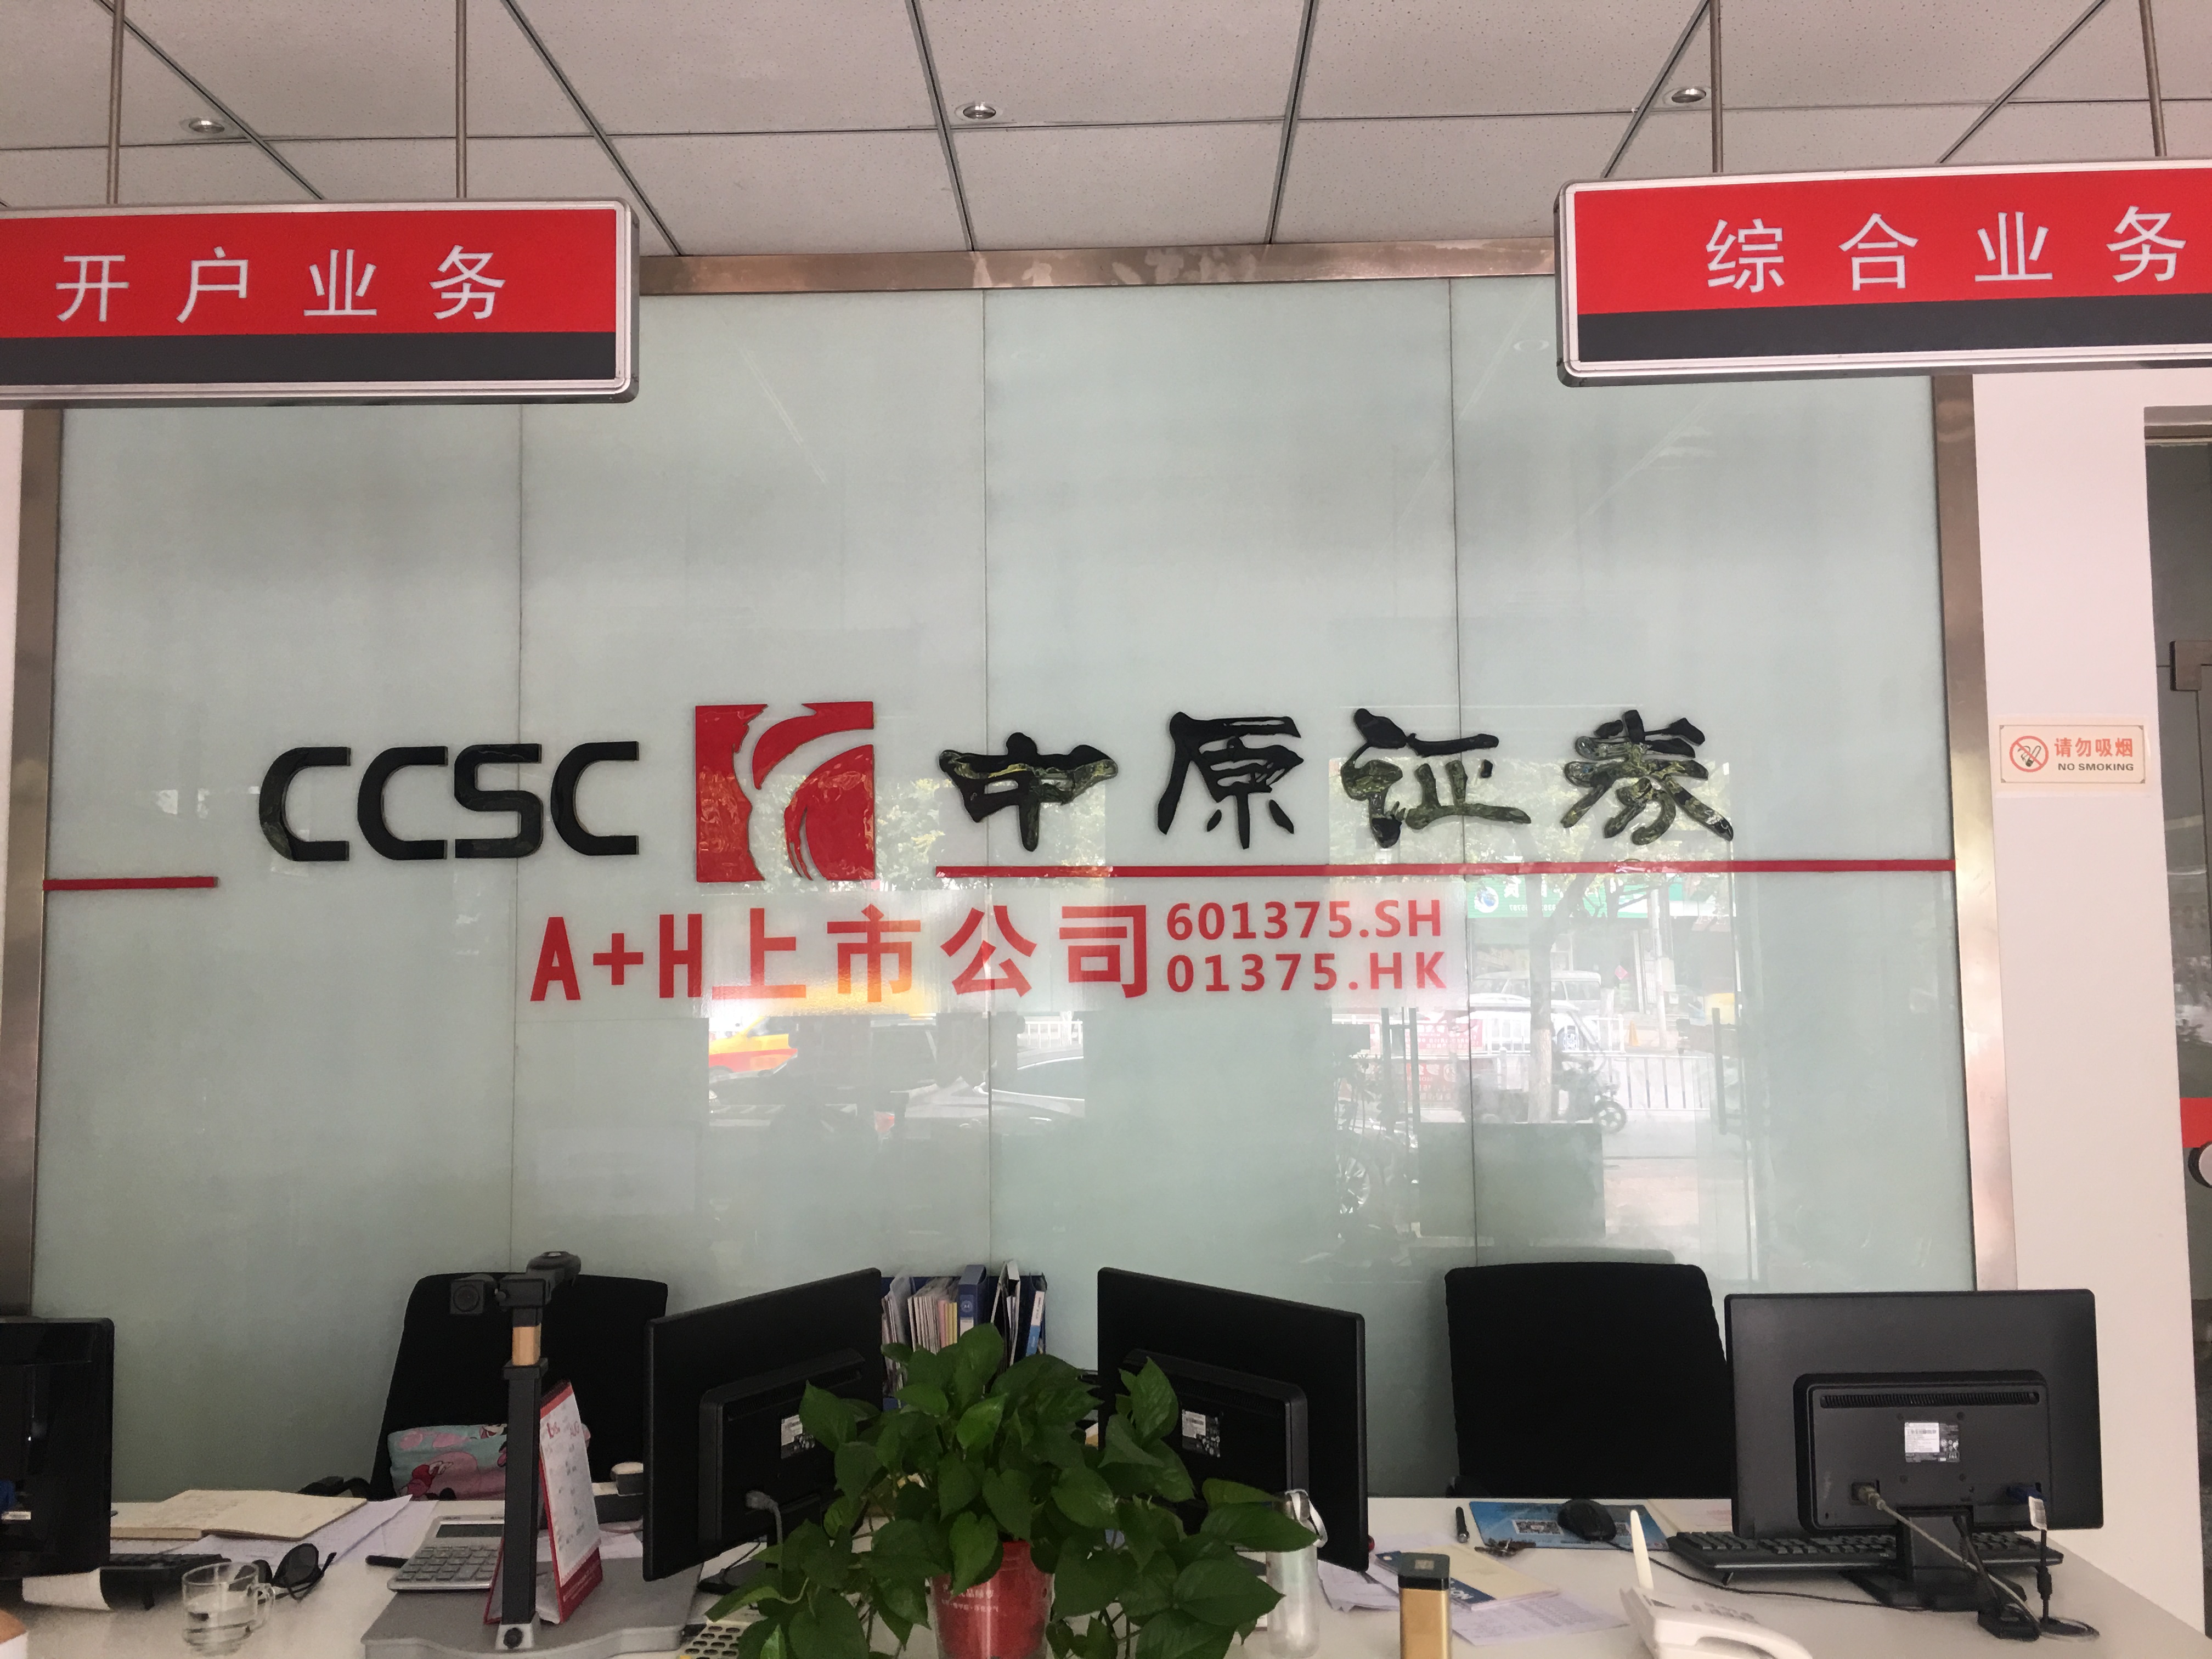 开户业务
综合业务
CCSC 中原证券
A+H上市公司
601375.SH
01375.HK
请勿吸烟
NO SMOKING